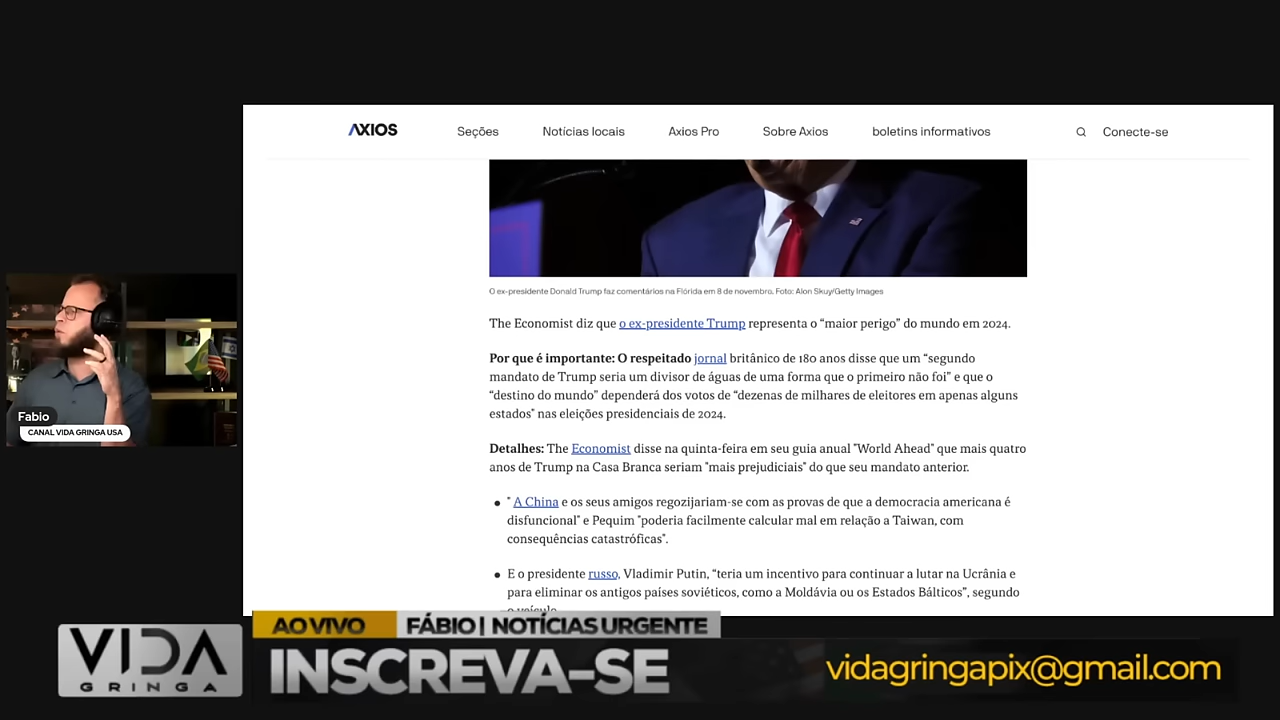 AXIOS
Seções
Notícias locais
Axios Pro
Sobre Axios
boletins informativos
Conecte-se
O ex-presidente Donald Trump faz comentários na Flórida em 8 de novembro. Foto: Alon Skuy/Getty Images
The Economist diz que o ex-presidente Trump representa o “maior perigo” do mundo em 2024.
Por que é importante: O respeitado jornal britânico de 180 anos disse que um “segundo
mandato de Trump seria um divisor de águas de uma forma que o primeiro não foi” e que o
“destino do mundo” dependerá dos votos de “dezenas de milhares de eleitores em apenas alguns
estados” nas eleições presidenciais de 2024.
Detalhes: The Economist disse na quinta-feira em seu guia anual "World Ahead" que mais quatro
anos de Trump na Casa Branca seriam "mais prejudiciais" do que seu mandato anterior.
" A China e os seus amigos regozijariam-se com as provas de que a democracia americana é
disfuncional" e Pequim "poderia facilmente calcular mal em relação a Taiwan, com
consequências catastróficas".
E o presidente russo, Vladimir Putin, “teria um incentivo para continuar a lutar na Ucrânia e
para eliminar os antigos países soviéticos, como a Moldávia ou os Estados Bálticos”, segundo
o veículo
Fabio
CANAL VIDA GRINGA USA
AO VIVO
FÁBIO | NOTÍCIAS URGENTE
VIDA
GRINGA
INSCREVA-SE
vidagringapix@gmail.com